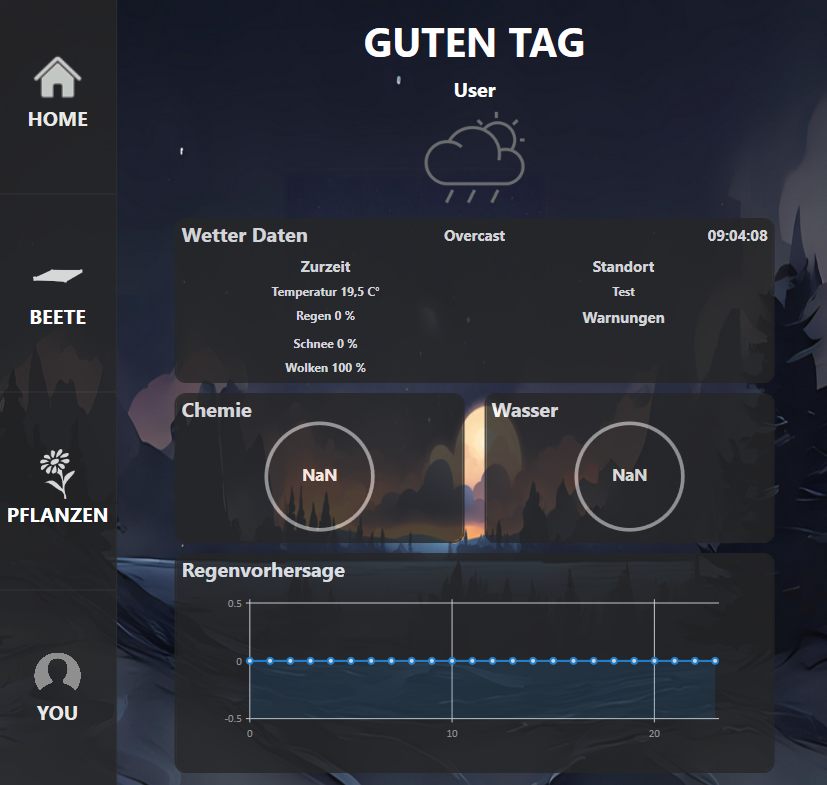 GUTEN TAG
User
HOME
BEETE
PFLANZEN
YOU
Wetter Daten
Overcast
09:04:08
Zurzeit
Temperatur 19,5 C°
Regen 0 %
Schnee 0 %
Wolken 100 %
Standort
Test
Warnungen
Chemie
NaN
Wasser
NaN
Regenvorhersage
0.5
0
-0.5
0
10
20